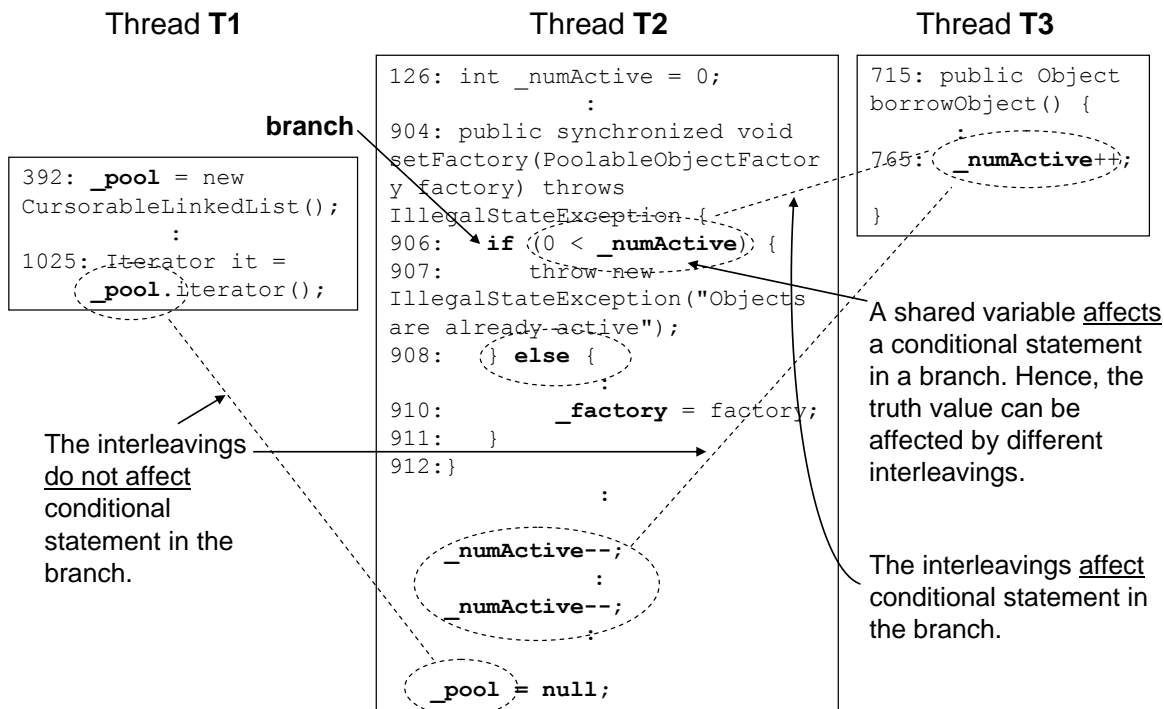 Thread T1
Thread T2
Thread T3
392: _pool = new
CursorableLinkedList();
:
1025: Iterator it =
_pool.iterator();
branch
126: int _numActive = 0;
:
904: public synchronized void
setFactory(PoolableObjectFactor
y factory) throws
IllegalStateException {
906: if (0 < _numActive) {
907: throw new
IllegalStateException("Objects
are already active");
908: } else {
:
910: _factory = factory;
911: }
912:}
:
_numActive--;
:
_numActive--;
:
_pool = null;
715: public Object
borrowObject() {
:
765: _numActive++;
}
The interleavings
do not affect
conditional
statement in the
branch.
A shared variable affects
a conditional statement
in a branch. Hence, the
truth value can be
affected by different
interleavings.
The interleavings affect
conditional statement in
the branch.